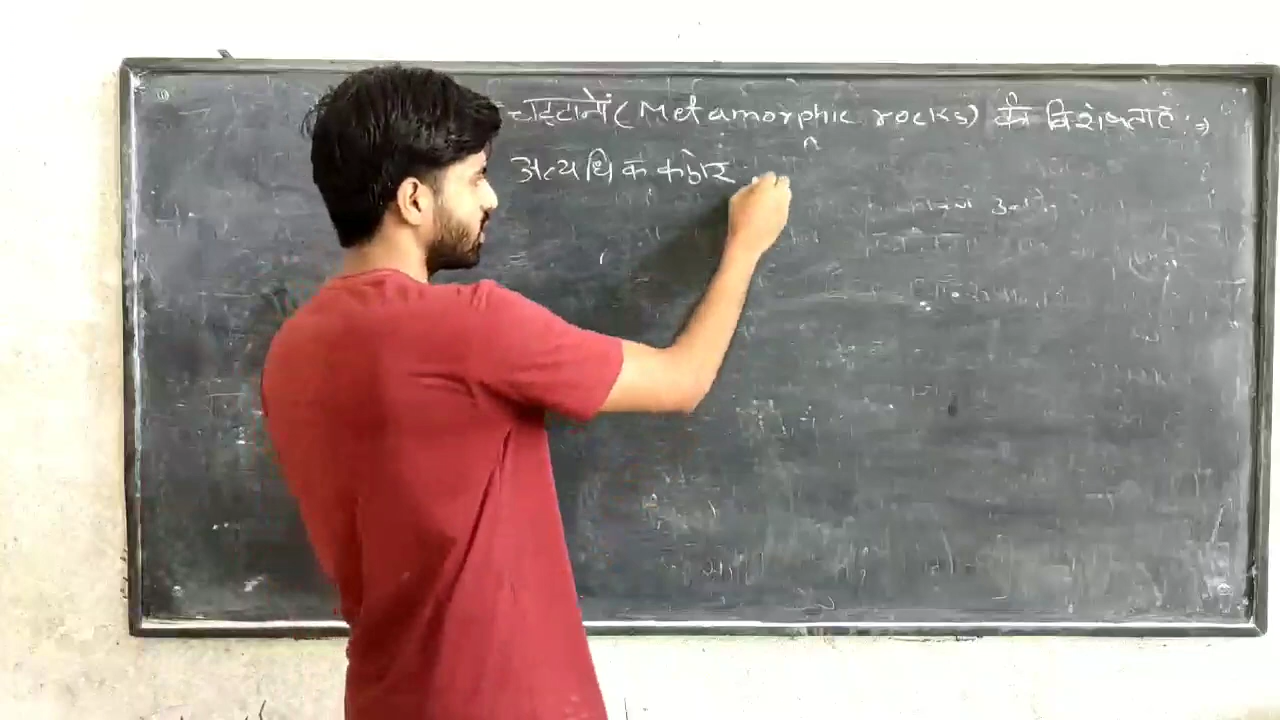 चट्टानों (Metamorphic rocks) की विशेषताएँ :→
अत्यधिक कठोर